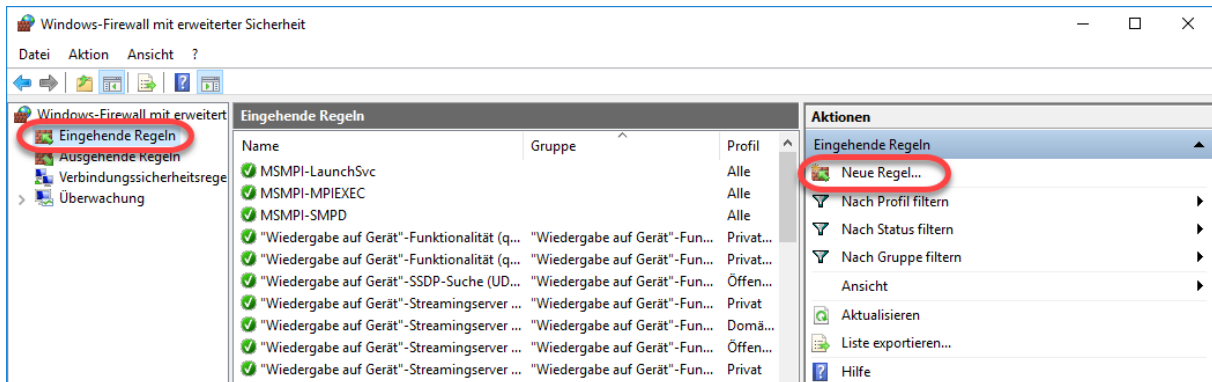 Windows-Firewall mit erweiterter Sicherheit
Datei Aktion Ansicht ?
Windows-Firewall mit erweitert
Eingehende Regeln
Ausgehende Regeln
Verbindungssicherheitsrege
Überwachung
Eingehende Regeln
Name Gruppe Profil
MSMPI-LaunchSvc Alle
MSMPI-MPIEXEC Alle
MSMPI-SMPD Alle
"Wiedergabe auf Gerät"-Funktionalität (q... "Wiedergabe auf Gerät"-Fun... Privat...
"Wiedergabe auf Gerät"-Funktionalität (q... "Wiedergabe auf Gerät"-Fun... Privat...
"Wiedergabe auf Gerät"-SSDP-Suche (UD... "Wiedergabe auf Gerät"-Fun... Öffen...
"Wiedergabe auf Gerät"-Streamingserver ... "Wiedergabe auf Gerät"-Fun... Privat
"Wiedergabe auf Gerät"-Streamingserver ... "Wiedergabe auf Gerät"-Fun... Domä...
"Wiedergabe auf Gerät"-Streamingserver ... "Wiedergabe auf Gerät"-Fun... Öffen...
"Wiedergabe auf Gerät"-Streamingserver ... "Wiedergabe auf Gerät"-Fun... Privat
Aktionen
Eingehende Regeln
Neue Regel...
Nach Profil filtern
Nach Status filtern
Nach Gruppe filtern
Ansicht
Aktualisieren
Liste exportieren...
Hilfe